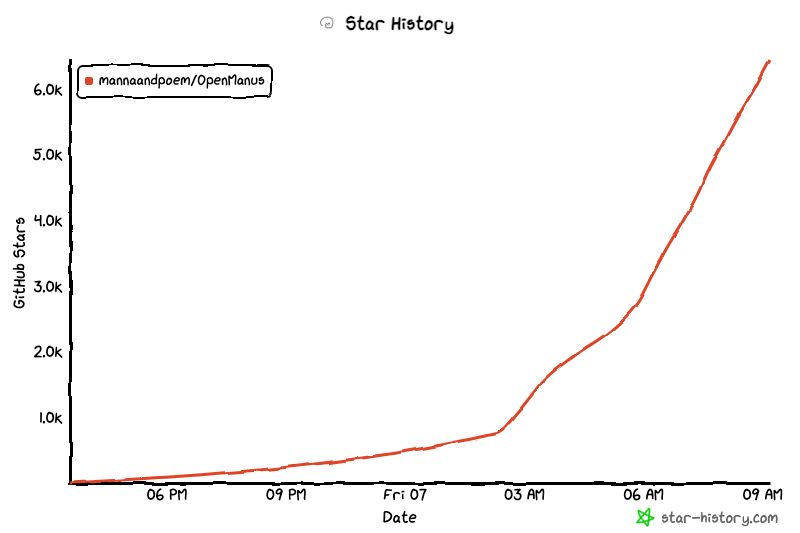 Star History
mannaandpoem/OpenManus
6.0k
5.0k
4.0k
3.0k
2.0k
1.0k
GitHub Stars
06 PM
09 PM
Fri 07
03 AM
06 AM
09 AM
Date
star-history.com